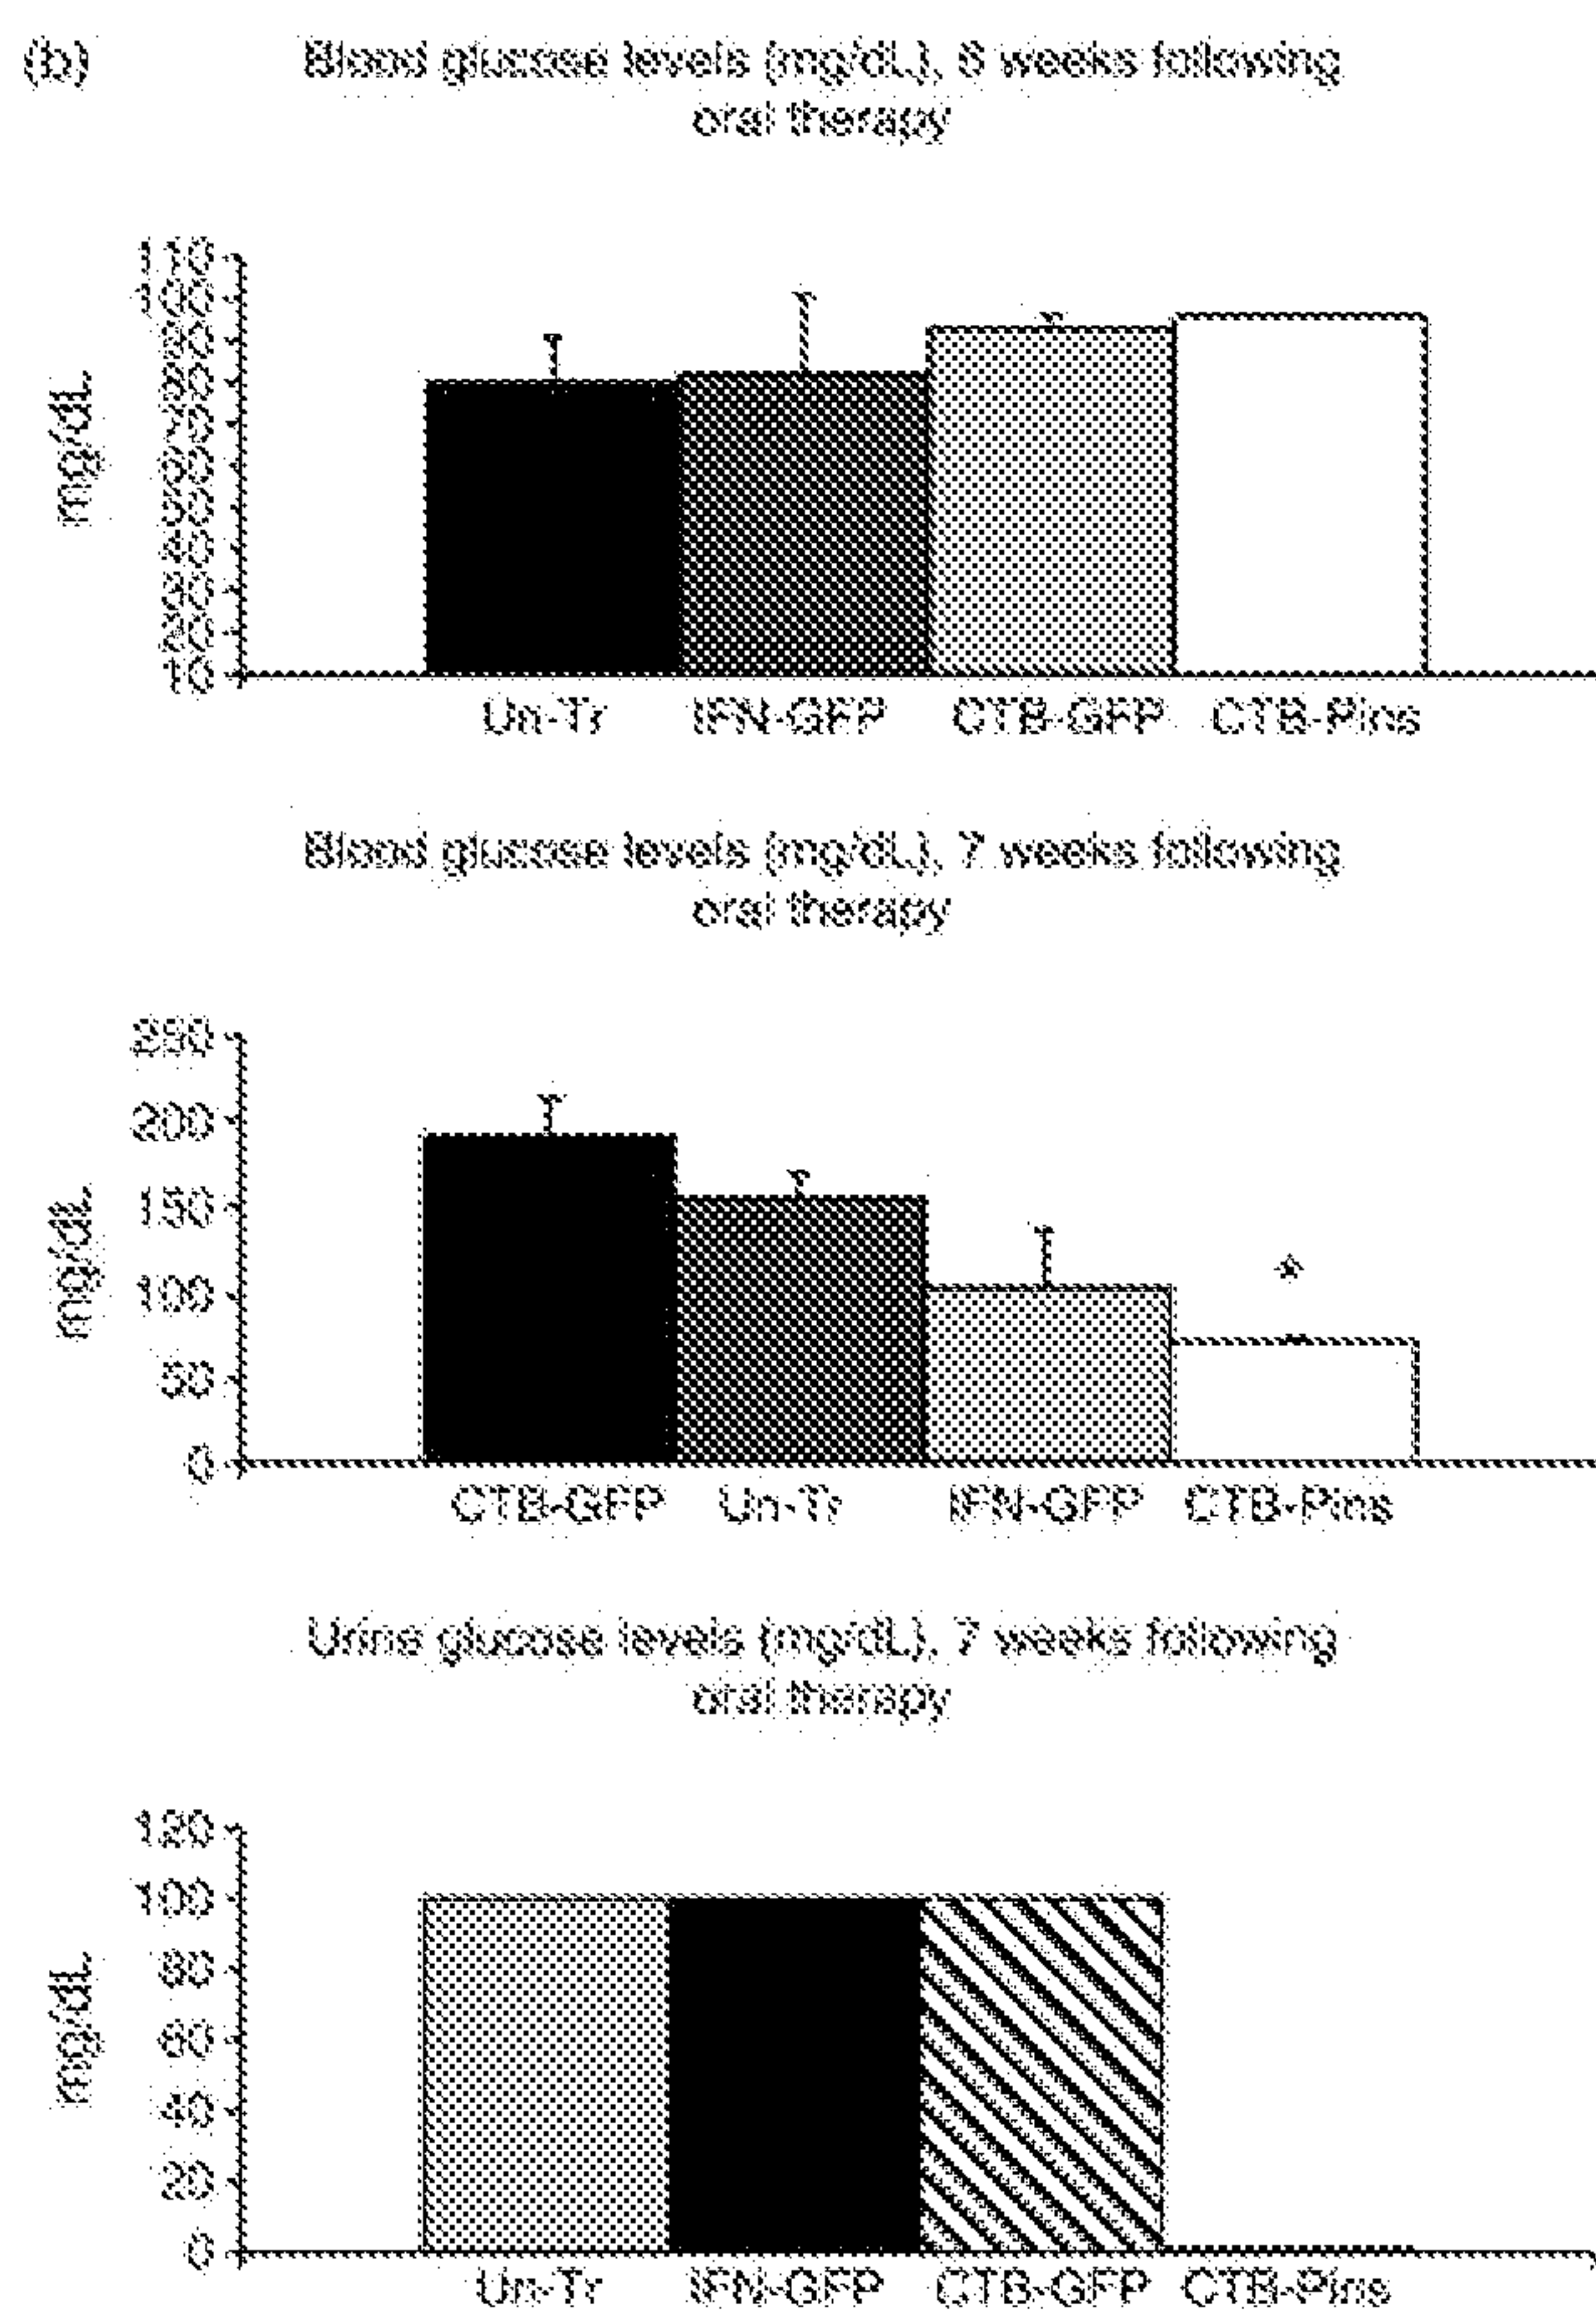 (b)
Blood glucose levels (mg/dL), weeks following
oral therapy
110
100
10
mg/dL
Un-Tr IFN-GFP CTB-GFP CTB-Pins
Blood glucose levels (mg/dL), 7 weeks following
oral therapy
250
200
150
100
50
0
mg/dL
CTB-GFP Un-Tr IFN-GFP CTB-Pins
*
Urine glucose levels (mg/dL), 7 weeks following
oral therapy
120
100
80
60
40
20
0
mg/dL
Un-Tr IFN-GFP CTB-GFP CTB-Pins